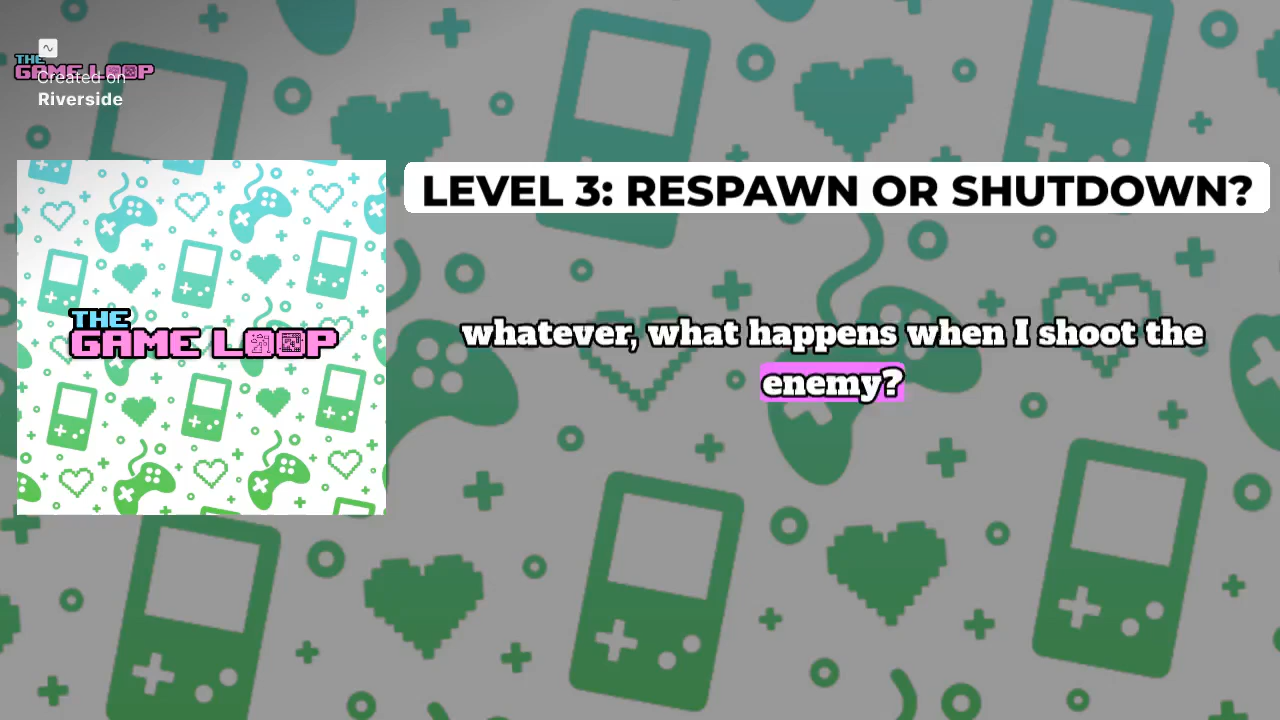 THE
GAME LOOP
Created on
Riverside
LEVEL 3: RESPAWN OR SHUTDOWN?
THE
GAME LOOP
whatever, what happens when I shoot the
enemy?